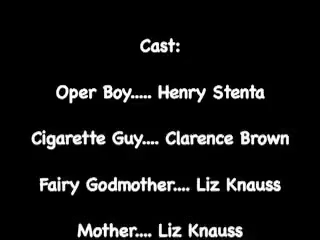 Cast:
Oper Boy..... Henry Stenta
Cigarette Guy.... Clarence Brown
Fairy Godmother.... Liz Knauss
Mother.... Liz Knauss